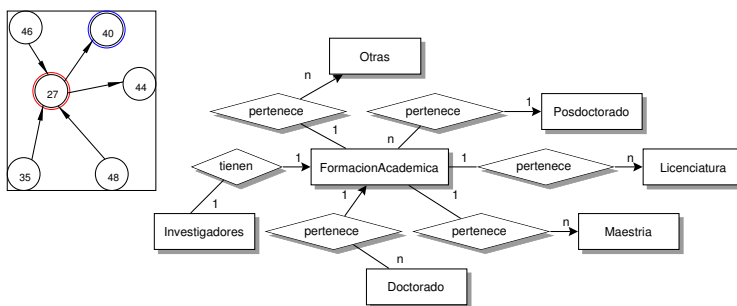 46
40
27
44
35
48
Otras
n
pertenece
1
pertenece
n
1
Posdoctorado
tienen
1
FormacionAcademica
1
pertenece
n
Licenciatura
1
Investigadores
1
pertenece
n
Doctorado
1
pertenece
n
Maestria